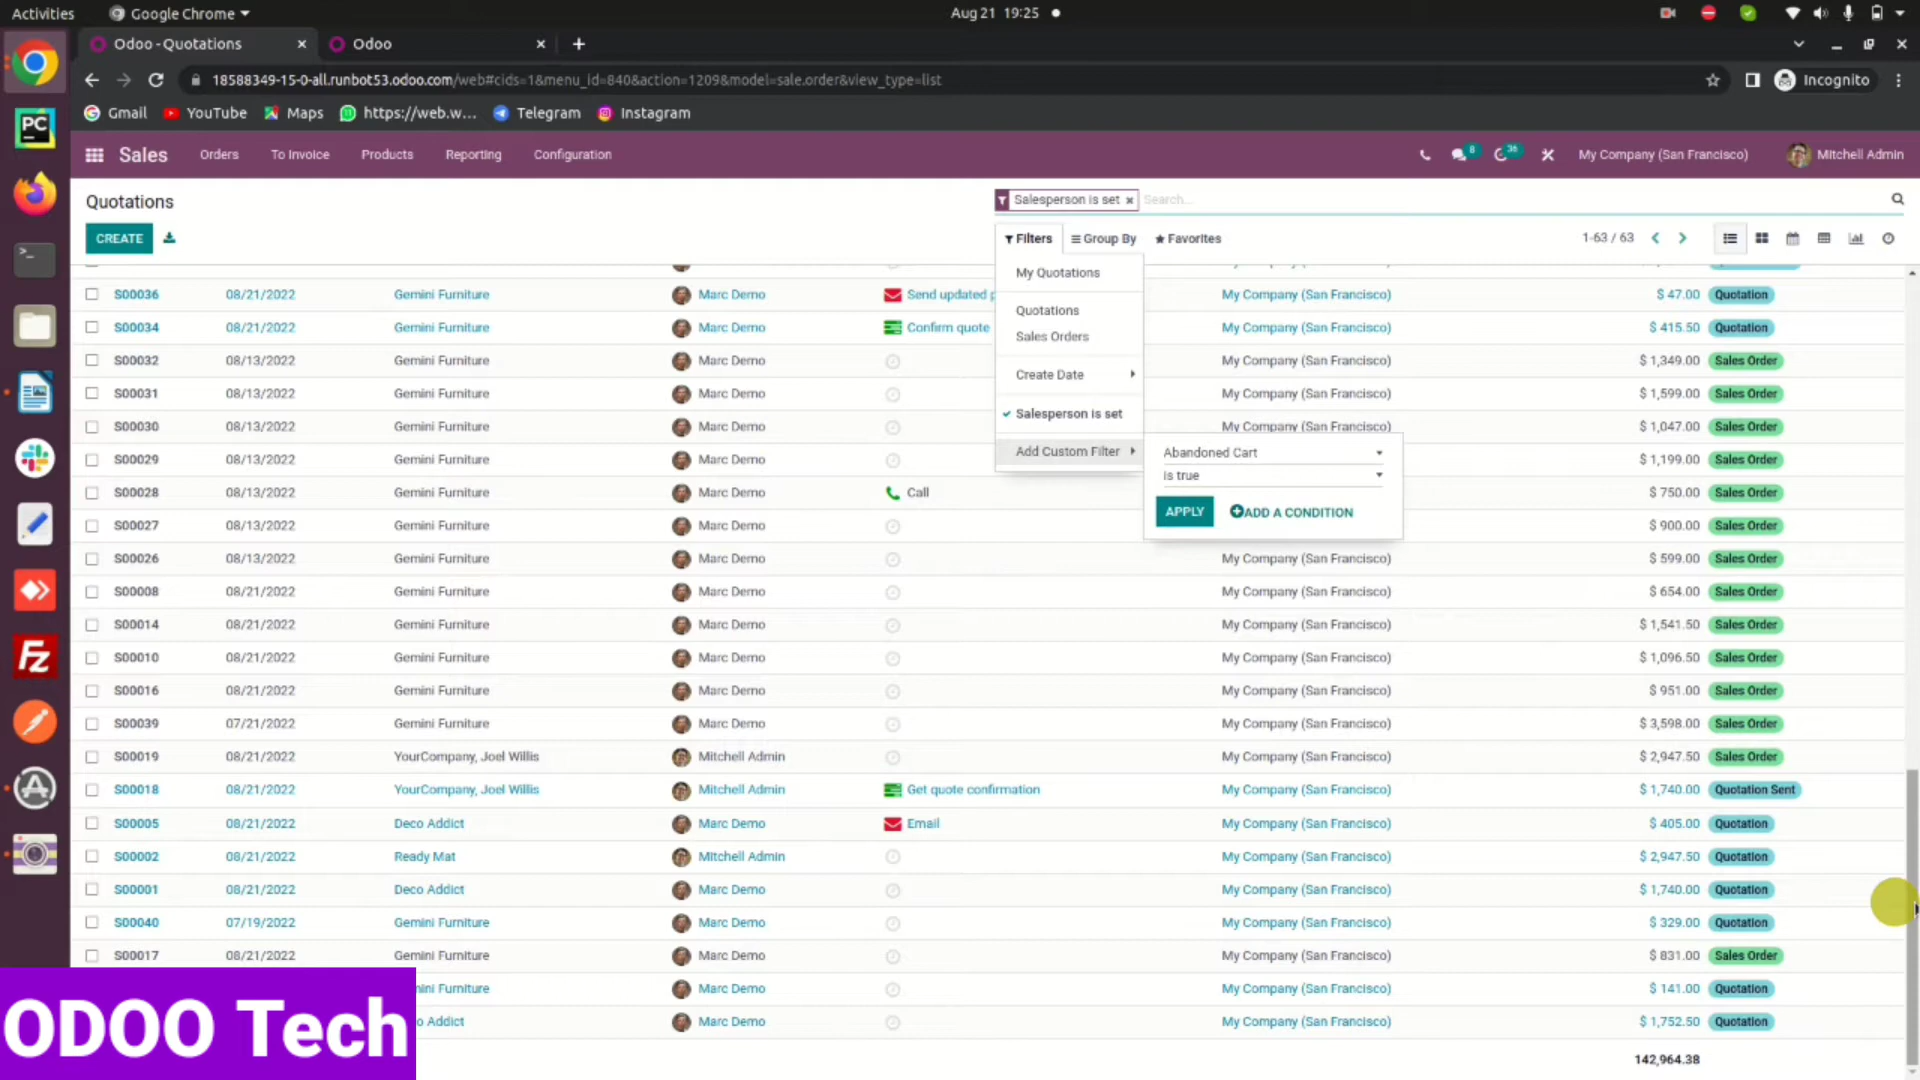 Activities Google Chrome Aug 21 19:25
Odoo - Quotations Odoo
18588349-15-0-all.runbot53.odoo.com/web#cids=1&menu_id=840&action=1209&model=sale.order&view_type=list Incognito
Gmail YouTube Maps https://web.w... Telegram Instagram
Sales Orders To Invoice Products Reporting Configuration 8 36 My Company (San Francisco) Mitchell Admin
Quotations Salesperson is set Search...
CREATE Filters Group By Favorites 1-63 / 63
My Quotations
Quotations
Sales Orders
Create Date
Salesperson is set
Add Custom Filter
Abandoned Cart
is true
APPLY ADD A CONDITION
S00036 08/21/2022 Gemini Furniture Marc Demo Send updated p My Company (San Francisco) $ 47.00 Quotation
S00034 08/21/2022 Gemini Furniture Marc Demo Confirm quote My Company (San Francisco) $ 415.50 Quotation
S00032 08/13/2022 Gemini Furniture Marc Demo My Company (San Francisco) $ 1,349.00 Sales Order
S00031 08/13/2022 Gemini Furniture Marc Demo My Company (San Francisco) $ 1,599.00 Sales Order
S00030 08/13/2022 Gemini Furniture Marc Demo My Company (San Francisco) $ 1,047.00 Sales Order
S00029 08/13/2022 Gemini Furniture Marc Demo $ 1,199.00 Sales Order
S00028 08/13/2022 Gemini Furniture Marc Demo Call $ 750.00 Sales Order
S00027 08/13/2022 Gemini Furniture Marc Demo $ 900.00 Sales Order
S00026 08/13/2022 Gemini Furniture Marc Demo My Company (San Francisco) $ 599.00 Sales Order
S00008 08/21/2022 Gemini Furniture Marc Demo My Company (San Francisco) $ 654.00 Sales Order
S00014 08/21/2022 Gemini Furniture Marc Demo My Company (San Francisco) $ 1,541.50 Sales Order
S00010 08/21/2022 Gemini Furniture Marc Demo My Company (San Francisco) $ 1,096.50 Sales Order
S00016 08/21/2022 Gemini Furniture Marc Demo My Company (San Francisco) $ 951.00 Sales Order
S00039 07/21/2022 Gemini Furniture Marc Demo My Company (San Francisco) $ 3,598.00 Sales Order
S00019 08/21/2022 YourCompany, Joel Willis Mitchell Admin My Company (San Francisco) $ 2,947.50 Sales Order
S00018 08/21/2022 YourCompany, Joel Willis Mitchell Admin Get quote confirmation My Company (San Francisco) $ 1,740.00 Quotation Sent
S00005 08/21/2022 Deco Addict Marc Demo Email My Company (San Francisco) $ 405.00 Quotation
S00002 08/21/2022 Ready Mat Mitchell Admin My Company (San Francisco) $ 2,947.50 Quotation
S00001 08/21/2022 Deco Addict Marc Demo My Company (San Francisco) $ 1,740.00 Quotation
S00040 07/19/2022 Gemini Furniture Marc Demo My Company (San Francisco) $ 329.00 Quotation
S00017 08/21/2022 Gemini Furniture Marc Demo My Company (San Francisco) $ 831.00 Sales Order
ini Furniture Marc Demo My Company (San Francisco) $ 141.00 Quotation
o Addict Marc Demo My Company (San Francisco) $ 1,752.50 Quotation
142,964.38
PC
FZ
ODOO Tech